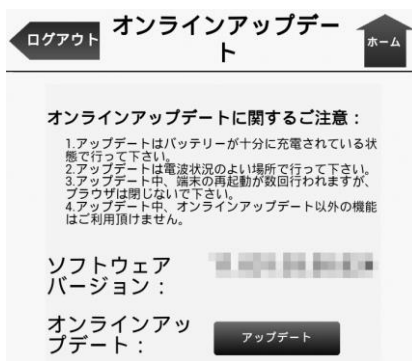 ログアウト
オンラインアップデー
ト
ホーム
オンラインアップデートに関するご注意：
1.アップデートはバッテリーが十分に充電されている状
態で行って下さい。
2.アップデートは電波状況のよい場所で行って下さい。
3.アップデート中、端末の再起動が数回行われますが、
ブラウザは閉じないで下さい。
4.アップデート中、オンラインアップデート以外の機能
はご利用頂けません。
ソフトウェア
バージョン：
オンラインアッ
プデート：
アップデート